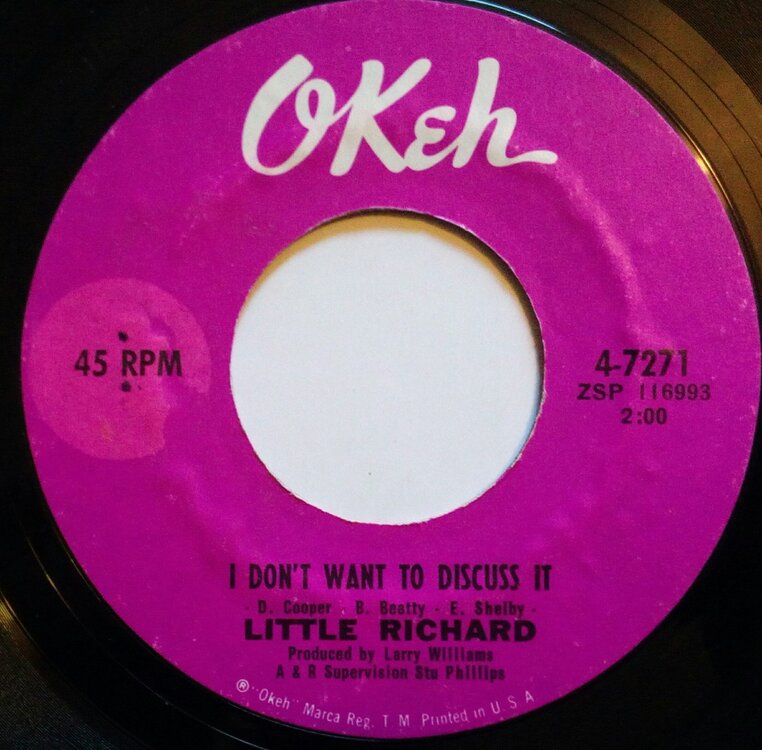 OKeh
45 RPM
4-7271
ZSP 116993
2:00
I DON'T WANT TO DISCUSS IT
- D. Cooper - B. Beatty - E. Shelby -
LITTLE RICHARD
Produced by Larry Williams
A & R Supervision Stu Phillips
® "Okeh" Marca Reg. T M Printed in U S A